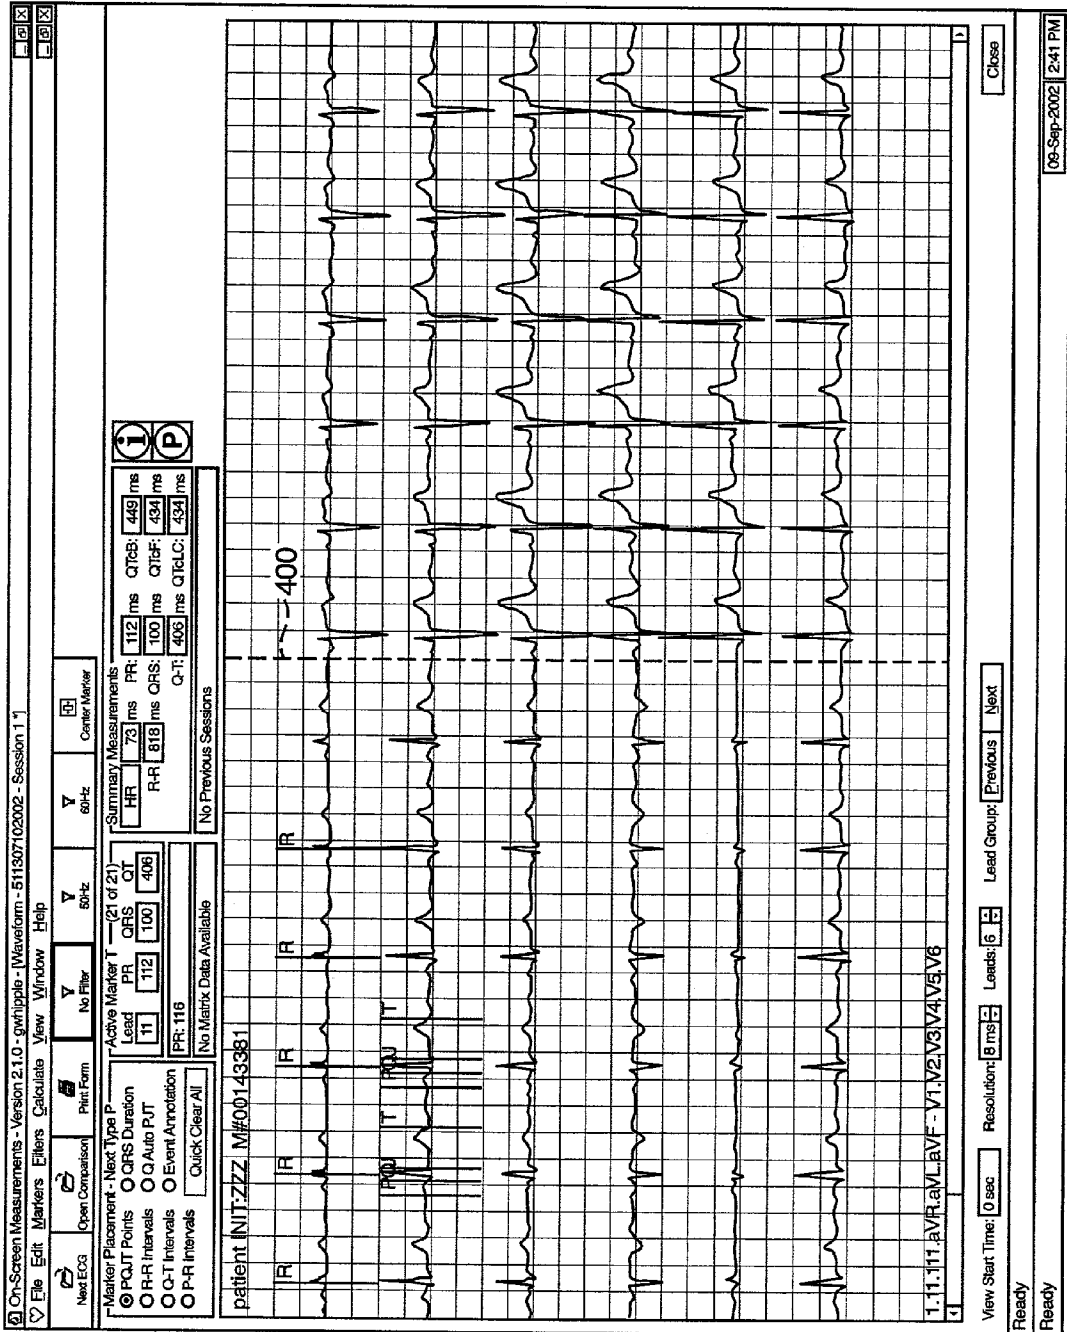 On-Screen Measurements - Version 2.1.0 - gwhipple - [Waveform - 511307102002 - Session 1 *]
File Edit Markers Filters Calculate View Window Help
Next ECG Open Comparison Print Form No Filter 50Hz 60Hz Center Marker
Marker Placement - Next Type P
PQJT Points QRS Duration
R-R Intervals Q Auto PJT
Q-T Intervals Event Annotation
P-R Intervals Quick Clear All
Active Marker T (21 of 21)
Lead PR QRS QT
11 112 100 406
PR: 116
No Matrix Data Available
Summary Measurements
HR 73 ms PR: 112 ms QTcB: 449 ms
R-R 818 ms QRS: 100 ms QTcF: 434 ms
Q-T: 406 ms QTcLC: 434 ms
No Previous Sessions
i
P
400
patient INIT:ZZZ M#00143381
R R R R R
PQJ T PQJ T
1.11.111.aVR.aVL.aVF - V1.V2.V3.V4.V5.V6
View Start Time: 0 sec Resolution: 8 ms Leads: 6 Lead Group: Previous Next Close
Ready
Ready 09-Sep-2002 2:41 PM